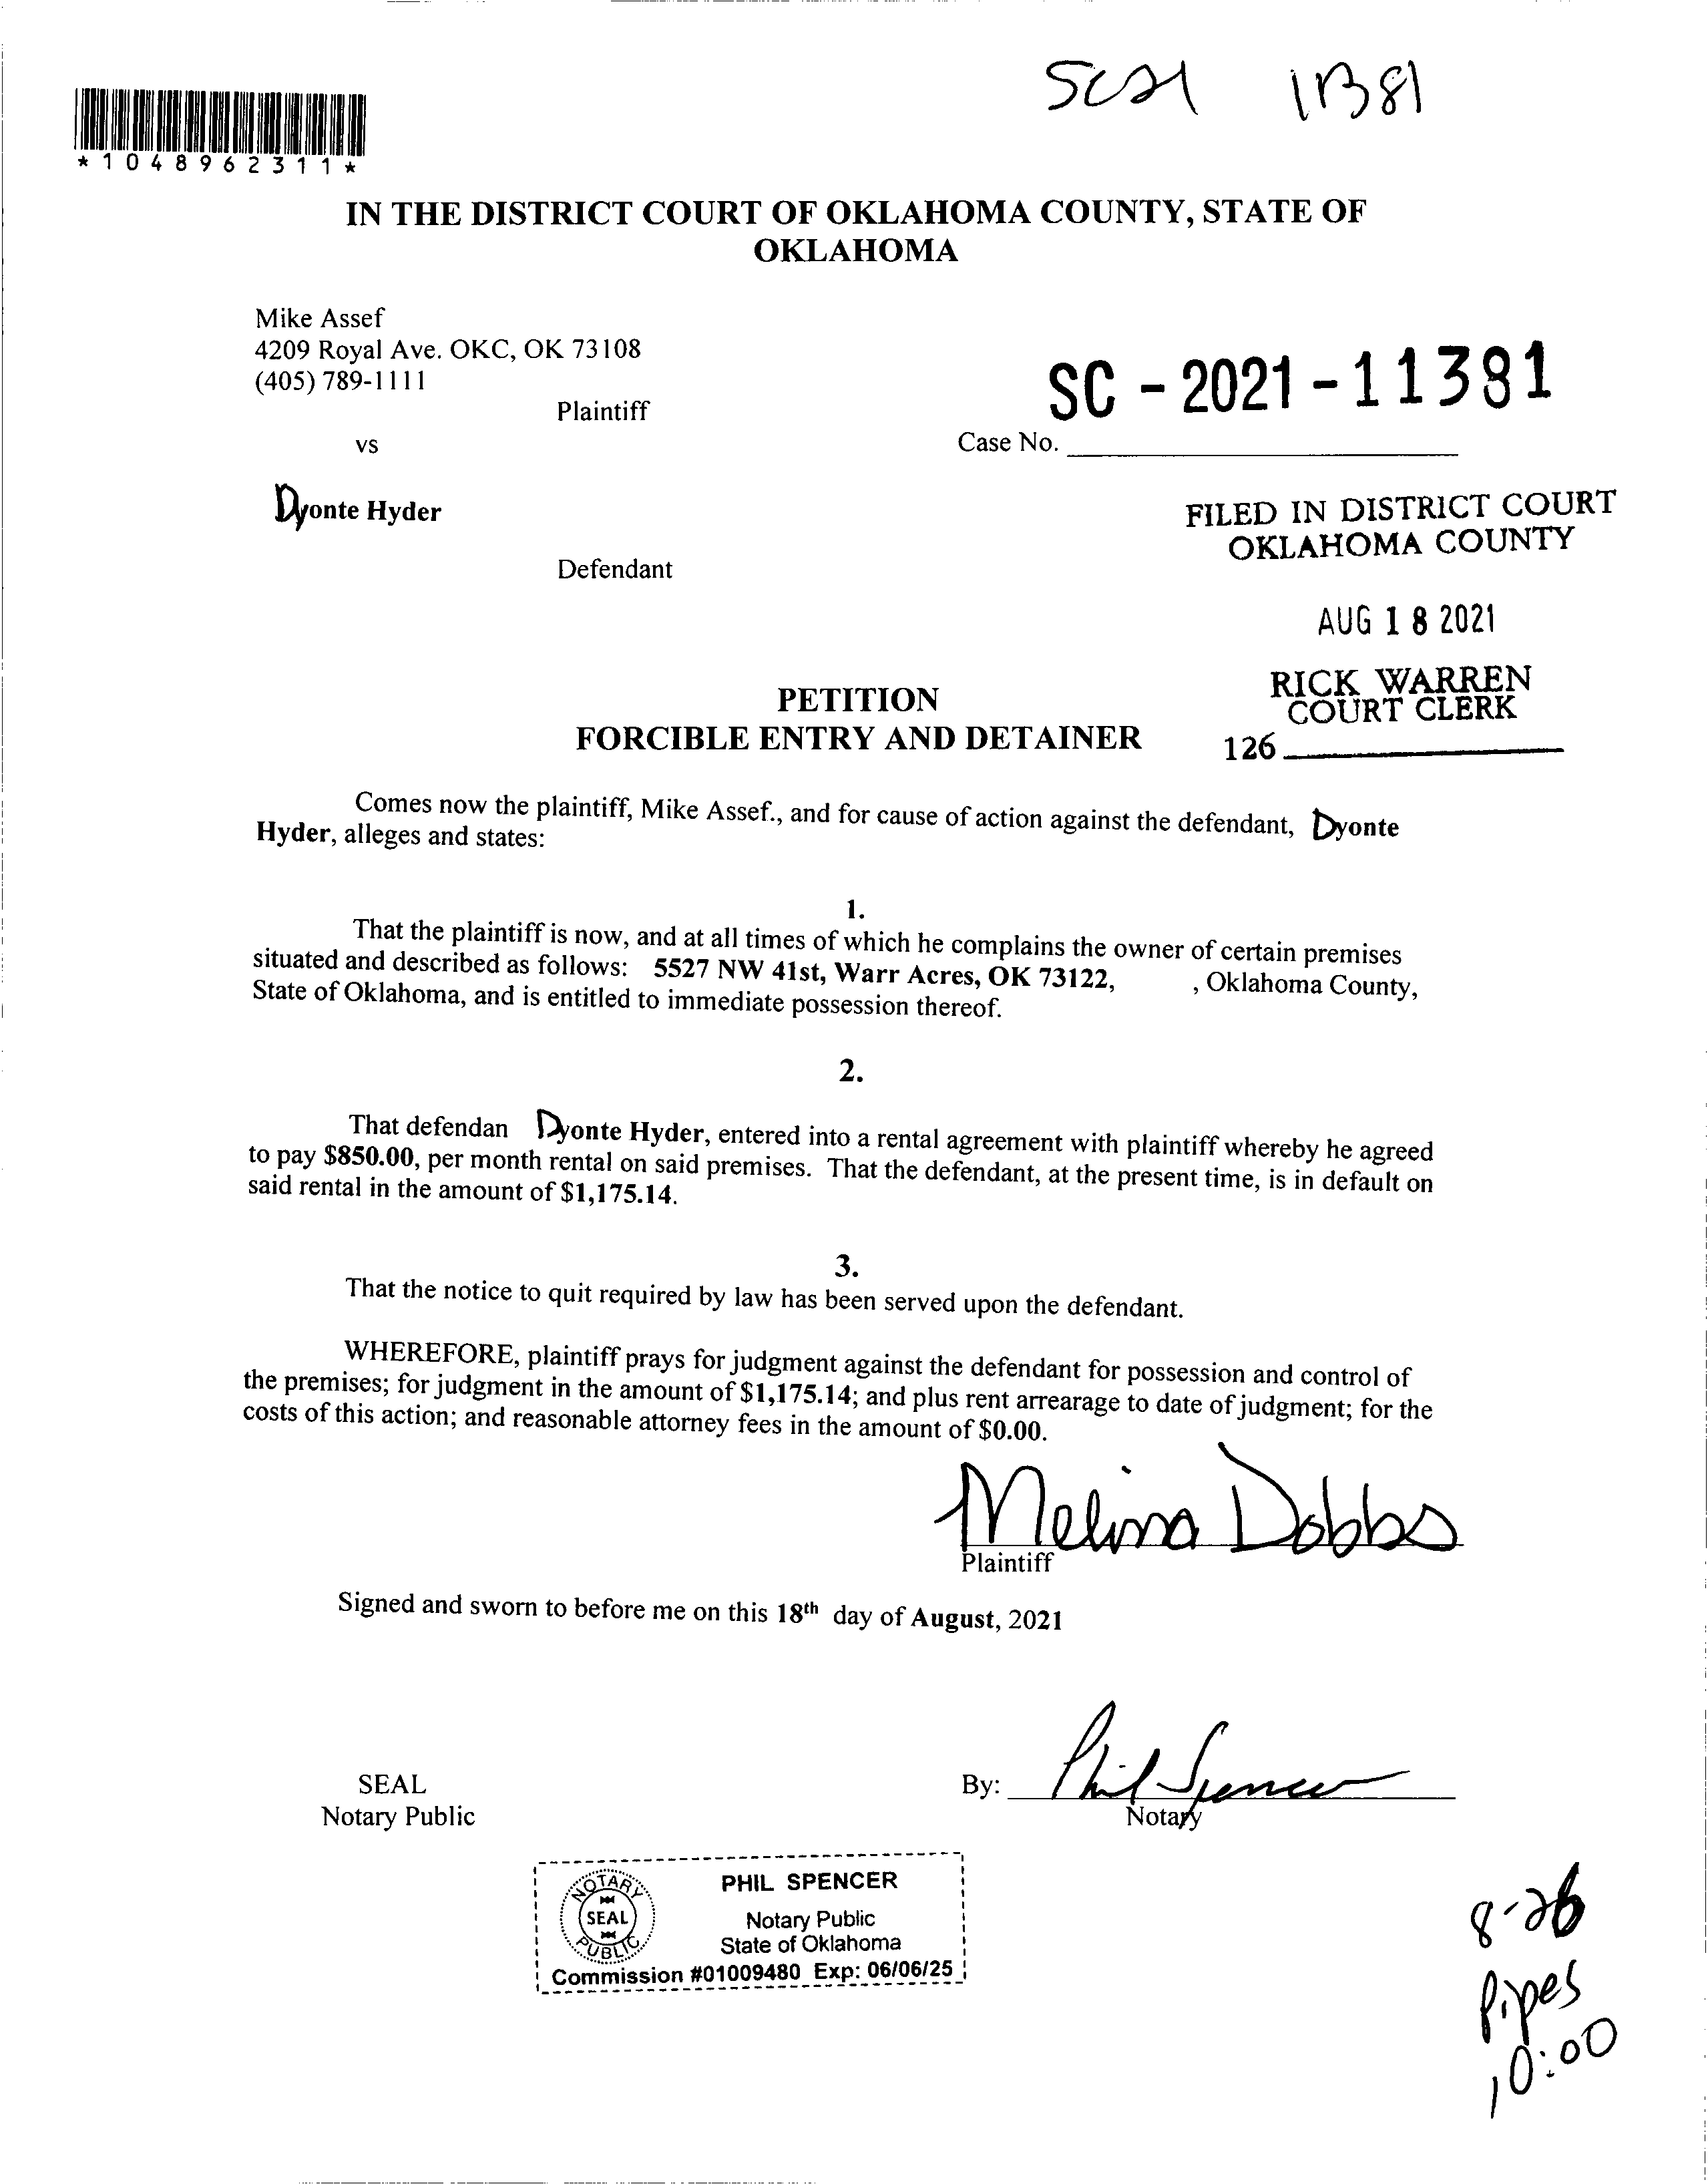 SC21 11381
*1048962311*
IN THE DISTRICT COURT OF OKLAHOMA COUNTY, STATE OF
OKLAHOMA
Mike Assef
4209 Royal Ave. OKC, OK 73108
(405) 789-1111
Plaintiff
SC - 2021 - 11381
vs
Case No.
Dyonte Hyder
FILED IN DISTRICT COURT
OKLAHOMA COUNTY
Defendant
AUG 18 2021
RICK WARREN
COURT CLERK
126
PETITION
FORCIBLE ENTRY AND DETAINER
Comes now the plaintiff, Mike Assef., and for cause of action against the defendant, Dyonte
Hyder, alleges and states:
1.
That the plaintiff is now, and at all times of which he complains the owner of certain premises
situated and described as follows: 5527 NW 41st, Warr Acres, OK 73122, , Oklahoma County,
State of Oklahoma, and is entitled to immediate possession thereof.
2.
That defendan Dyonte Hyder, entered into a rental agreement with plaintiff whereby he agreed
to pay $850.00, per month rental on said premises. That the defendant, at the present time, is in default on
said rental in the amount of $1,175.14.
3.
That the notice to quit required by law has been served upon the defendant.
WHEREFORE, plaintiff prays for judgment against the defendant for possession and control of
the premises; for judgment in the amount of $1,175.14; and plus rent arrearage to date of judgment; for the
costs of this action; and reasonable attorney fees in the amount of $0.00.
Melina Dobbs
Plaintiff
Signed and sworn to before me on this 18th day of August, 2021
SEAL
Notary Public
By: Phil Spencer
Notary
NOTARY
SEAL
PUBLIC
PHIL SPENCER
Notary Public
State of Oklahoma
Commission #01009480 Exp: 06/06/25
8-26
Pipes
10:00